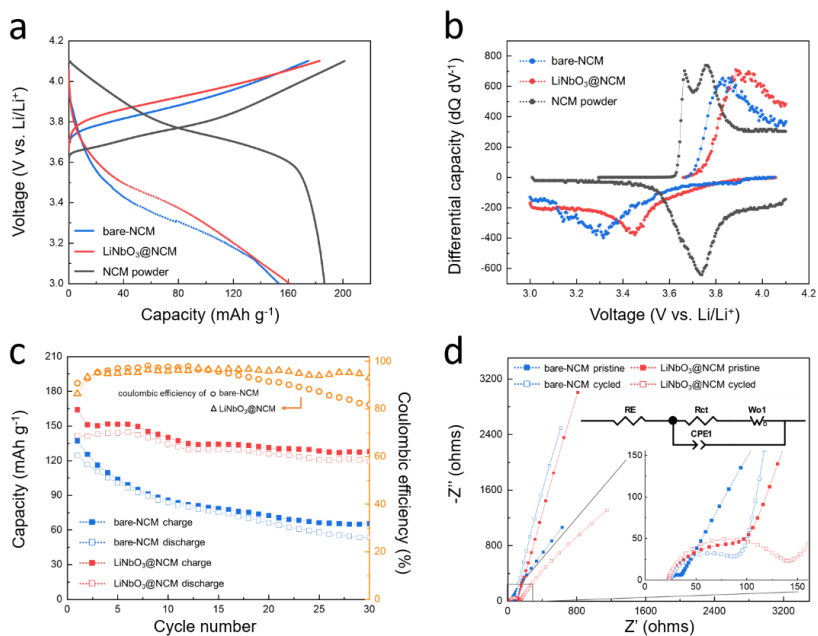 a
4.2
4.0
3.8
3.6
3.4
3.2
3.0
Voltage (V vs. Li/Li⁺)
bare-NCM
LiNbO₃@NCM
NCM powder
0 40 80 120 160 200
Capacity (mAh g⁻¹)
b
800
600
400
200
0
-200
-400
-600
Differential capacity (dQ dV⁻¹)
bare-NCM
LiNbO₃@NCM
NCM powder
3.0 3.2 3.4 3.6 3.8 4.0 4.2
Voltage (V vs. Li/Li⁺)
c
210
180
150
120
90
60
30
0
Capacity (mAh g⁻¹)
coulombic efficiency of bare-NCM
LiNbO₃@NCM
bare-NCM charge
bare-NCM discharge
LiNbO₃@NCM charge
LiNbO₃@NCM discharge
100
80
60
40
20
0
Coulombic efficiency (%)
0 5 10 15 20 25 30
Cycle number
d
3200
2400
1600
800
0
-Z'' (ohms)
bare-NCM pristine LiNbO₃@NCM pristine
bare-NCM cycled LiNbO₃@NCM cycled
RE Rct Wo1
CPE1
150
100
50
0
50 100 150
0 800 1600 2400 3200
Z' (ohms)